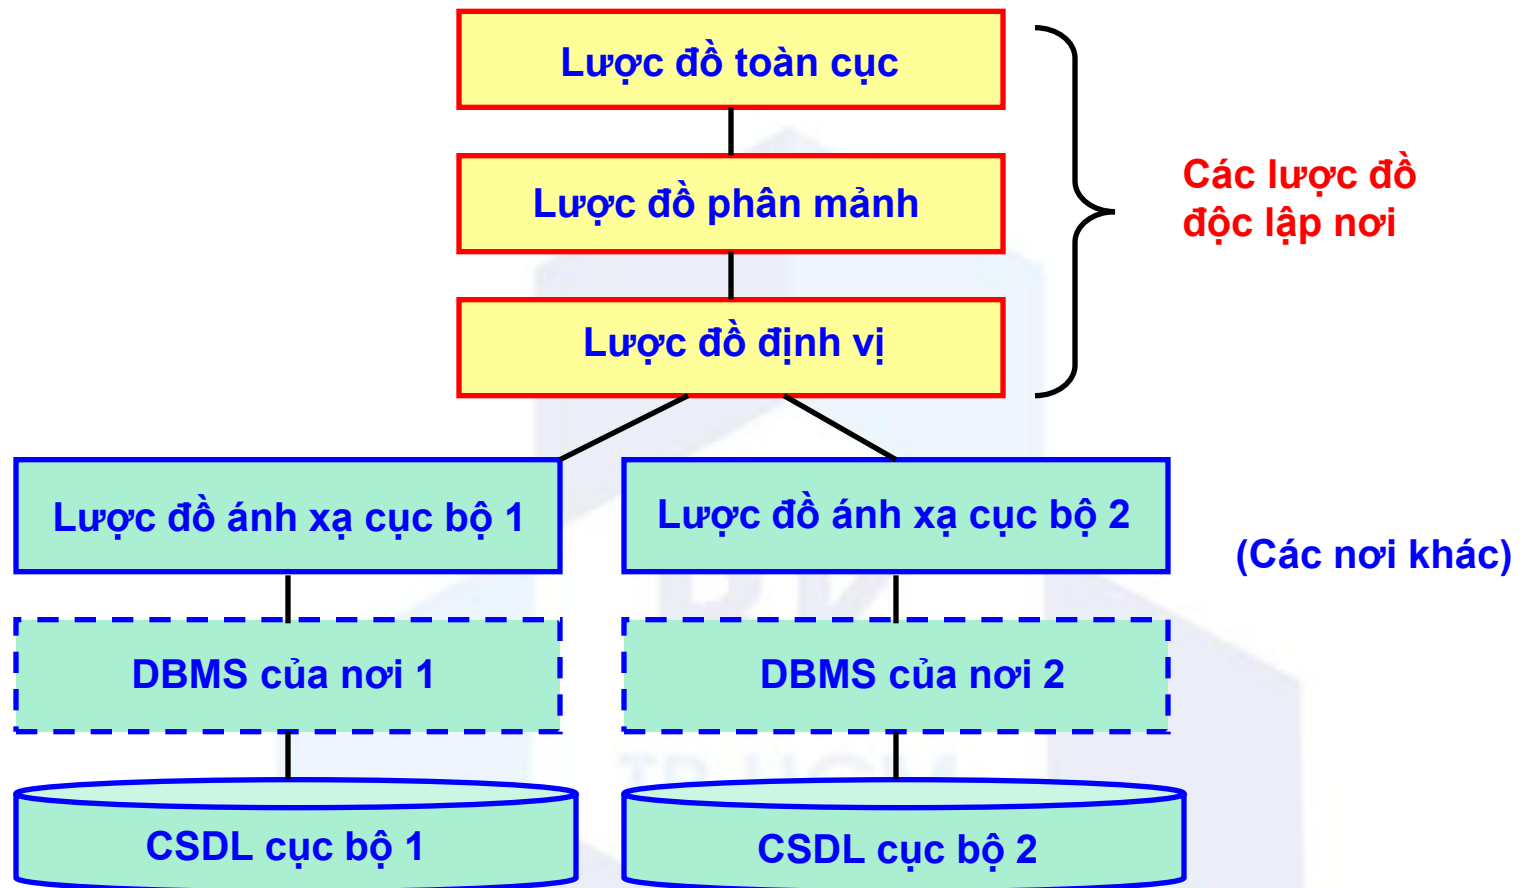 Lược đồ toàn cục
Lược đồ phân mảnh
Các lược đồ
độc lập nơi
Lược đồ định vị
Lược đồ ánh xạ cục bộ 1
Lược đồ ánh xạ cục bộ 2
(Các nơi khác)
DBMS của nơi 1
DBMS của nơi 2
CSDL cục bộ 1
CSDL cục bộ 2